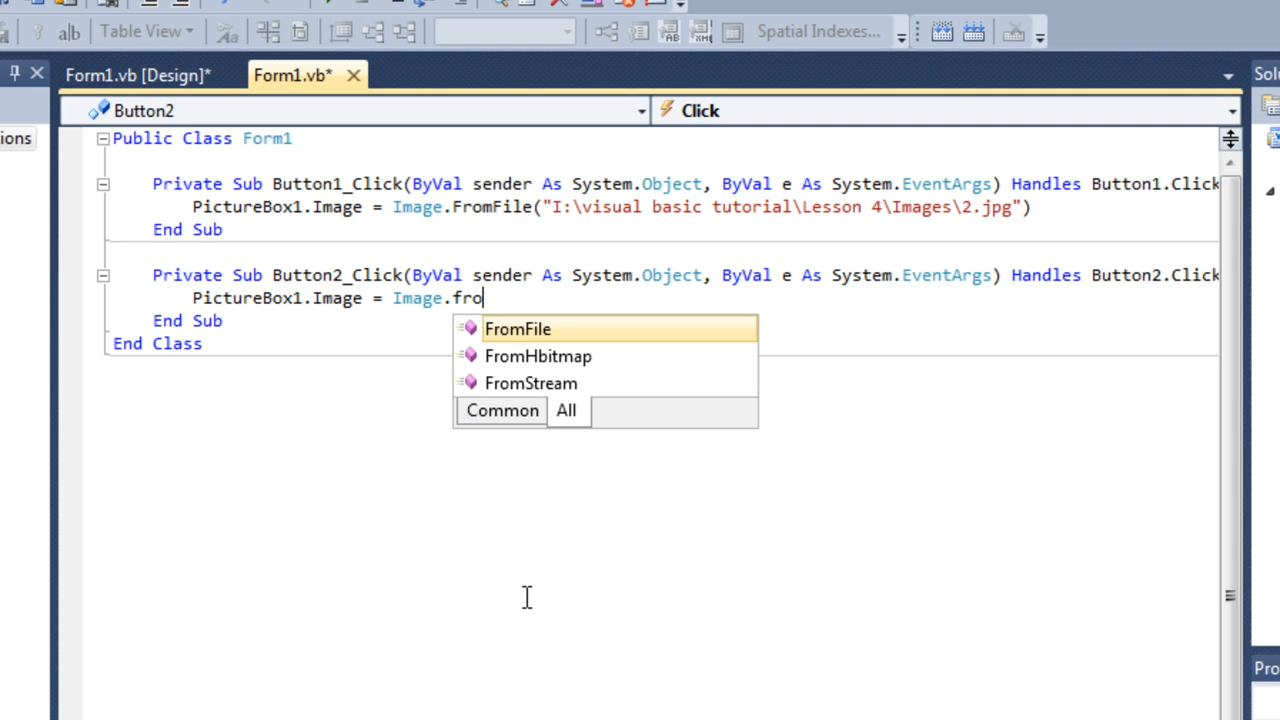 Table View
Spatial Indexes...
Form1.vb [Design]*
Form1.vb*
Solu
ions
Button2
Click
Public Class Form1
Private Sub Button1_Click(ByVal sender As System.Object, ByVal e As System.EventArgs) Handles Button1.Click
PictureBox1.Image = Image.FromFile("I:\visual basic tutorial\Lesson 4\Images\2.jpg")
End Sub
Private Sub Button2_Click(ByVal sender As System.Object, ByVal e As System.EventArgs) Handles Button2.Click
PictureBox1.Image = Image.fro
End Sub
End Class
FromFile
FromHbitmap
FromStream
Common
All
Pro